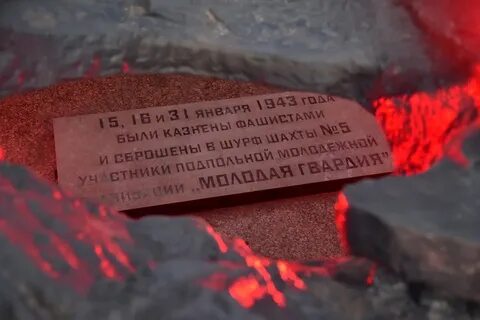 15, 16 и 31 ЯНВАРЯ 1943 ГОДА
БЫЛИ КАЗНЕНЫ ФАШИСТАМИ
И СБРОШЕНЫ В ШУРФ ШАХТЫ №5
УЧАСТНИКИ ПОДПОЛЬНОЙ МОЛОДЕЖНОЙ
„МОЛОДАЯ ГВАРДИЯ”